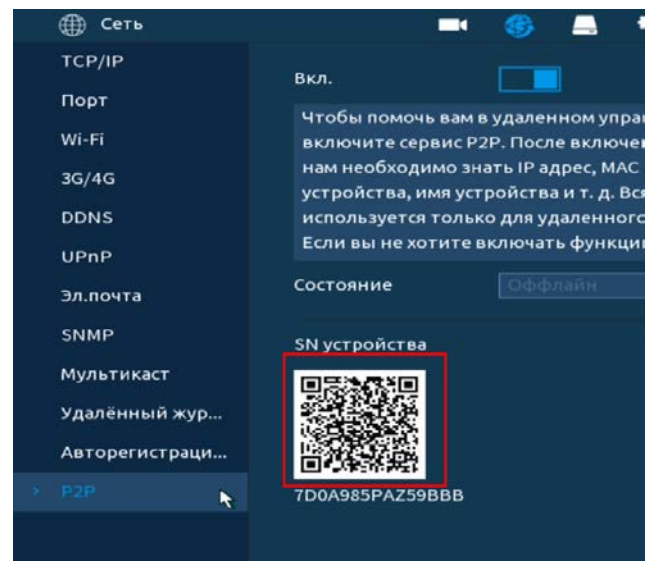 Сеть
TCP/IP
Порт
Wi-Fi
3G/4G
DDNS
UPnP
Эл.почта
SNMP
Мультикаст
Удалённый жур...
Авторегистраци...
> P2P
Вкл.
Чтобы помочь вам в удаленном упра
включите сервис P2P. После включе
нам необходимо знать IP адрес, MAC
устройства, имя устройства и т. д. Вся
используется только для удаленного
Если вы не хотите включать функци
Состояние
Оффлайн
SN устройства
7D0A985PAZ59BBB